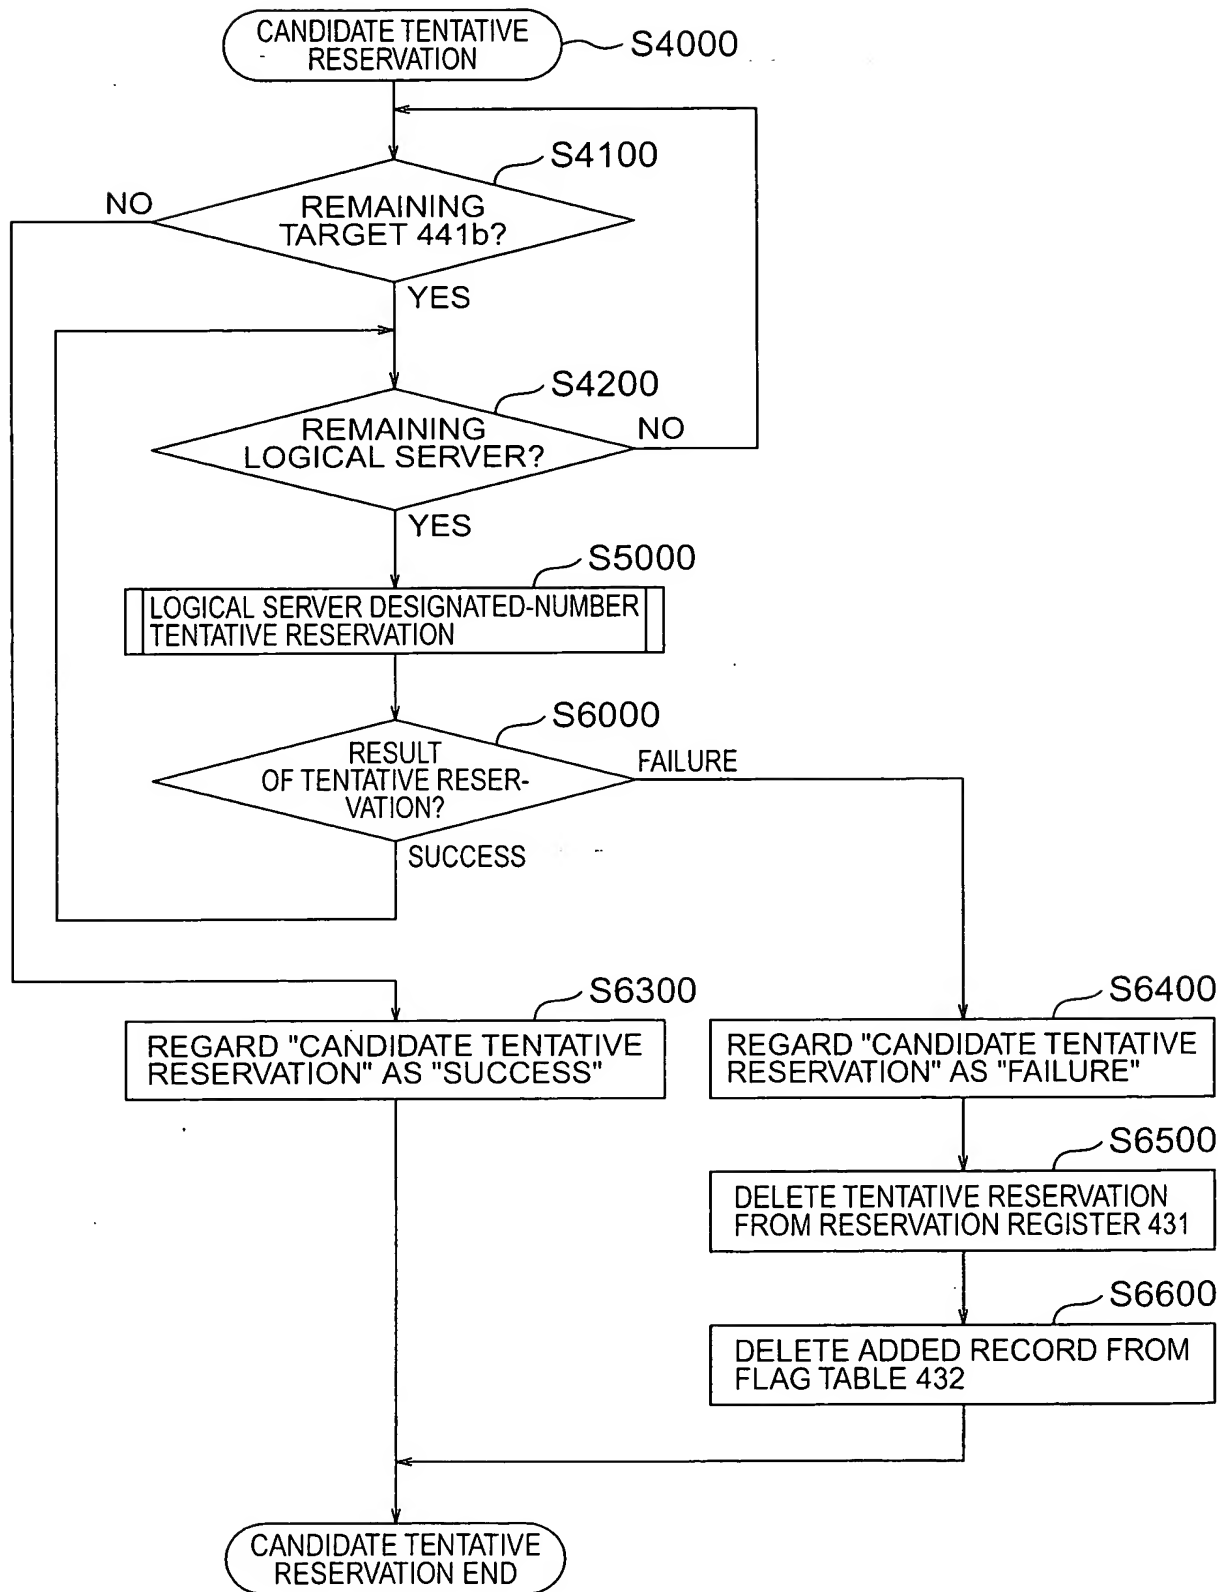 CANDIDATE TENTATIVE
RESERVATION
S4000
S4100
NO
REMAINING
TARGET 441b?
YES
S4200
REMAINING
LOGICAL SERVER?
NO
YES
S5000
LOGICAL SERVER DESIGNATED-NUMBER
TENTATIVE RESERVATION
S6000
RESULT
OF TENTATIVE RESER-
VATION?
FAILURE
SUCCESS
S6300
REGARD "CANDIDATE TENTATIVE
RESERVATION" AS "SUCCESS"
S6400
REGARD "CANDIDATE TENTATIVE
RESERVATION" AS "FAILURE"
S6500
DELETE TENTATIVE RESERVATION
FROM RESERVATION REGISTER 431
S6600
DELETE ADDED RECORD FROM
FLAG TABLE 432
CANDIDATE TENTATIVE
RESERVATION END